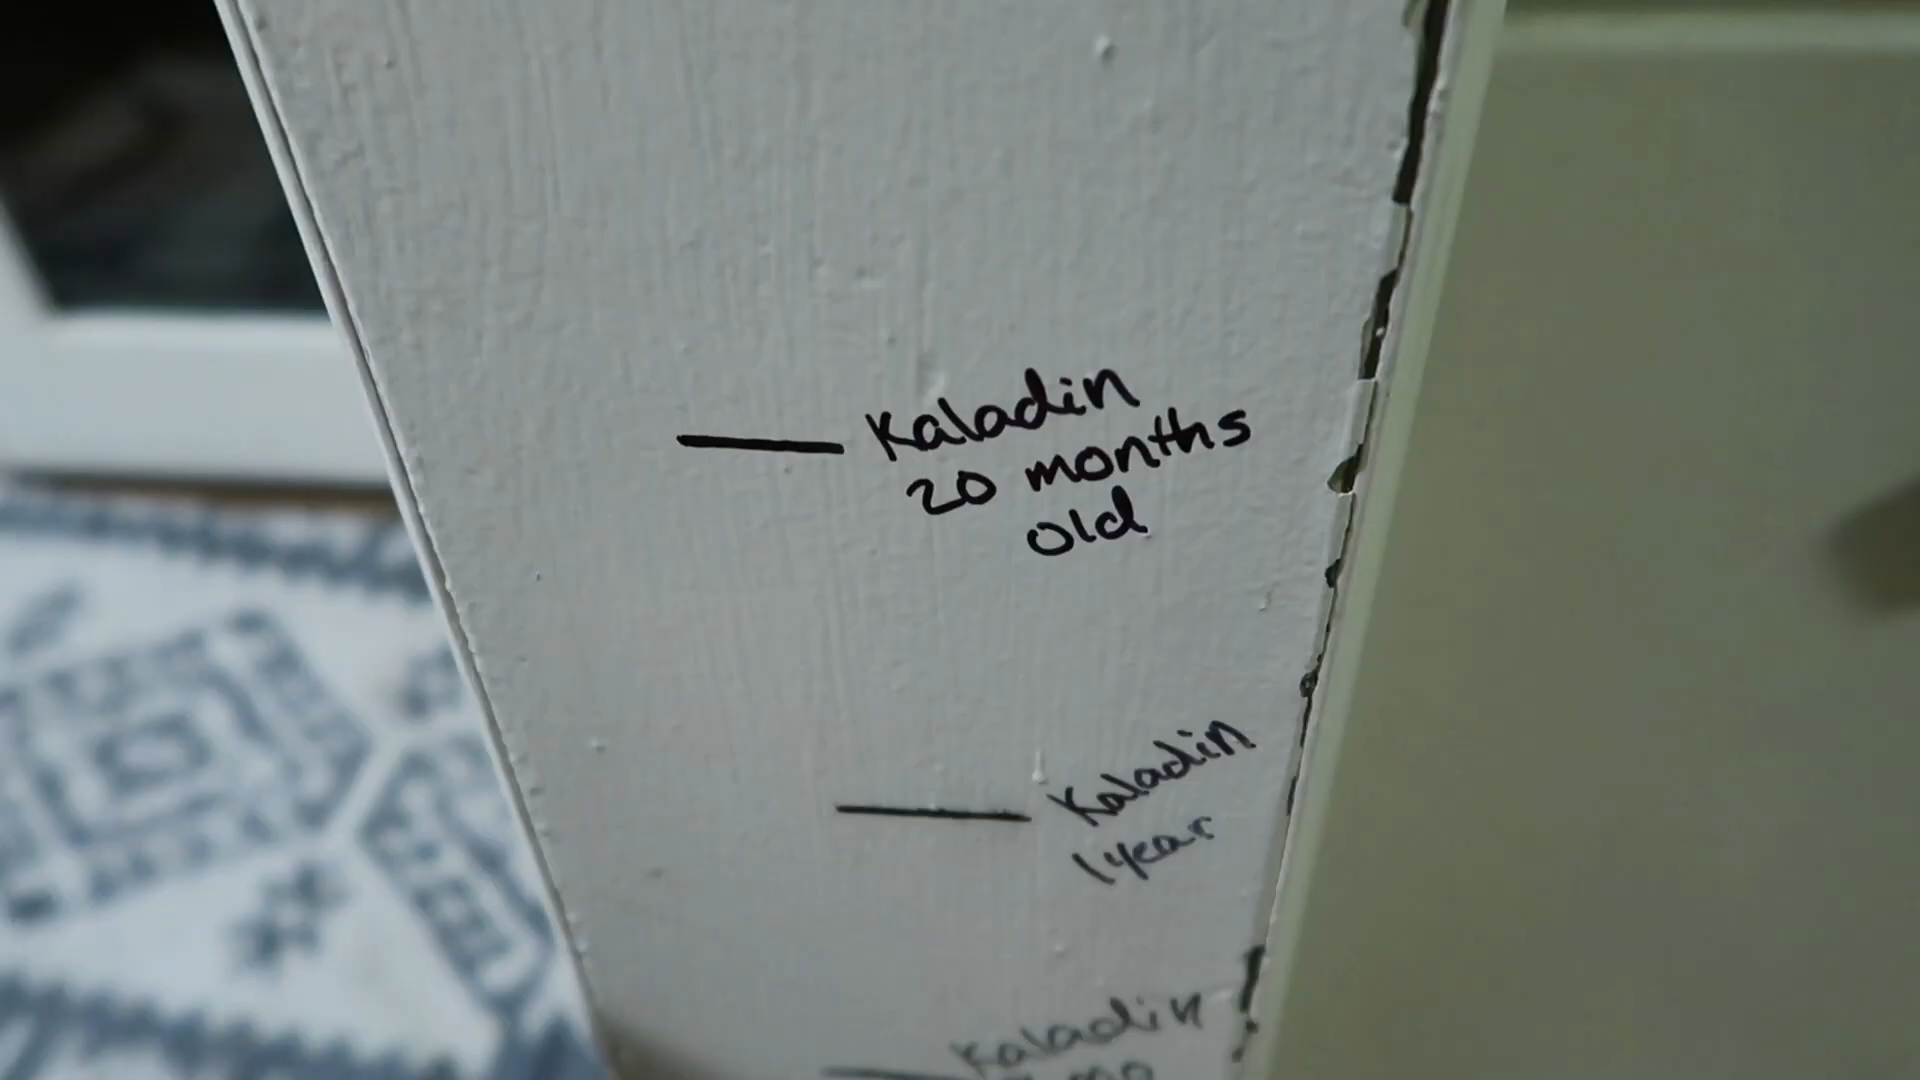 Kaladin
20 months
old
Kaladin
1 year
Kaladin